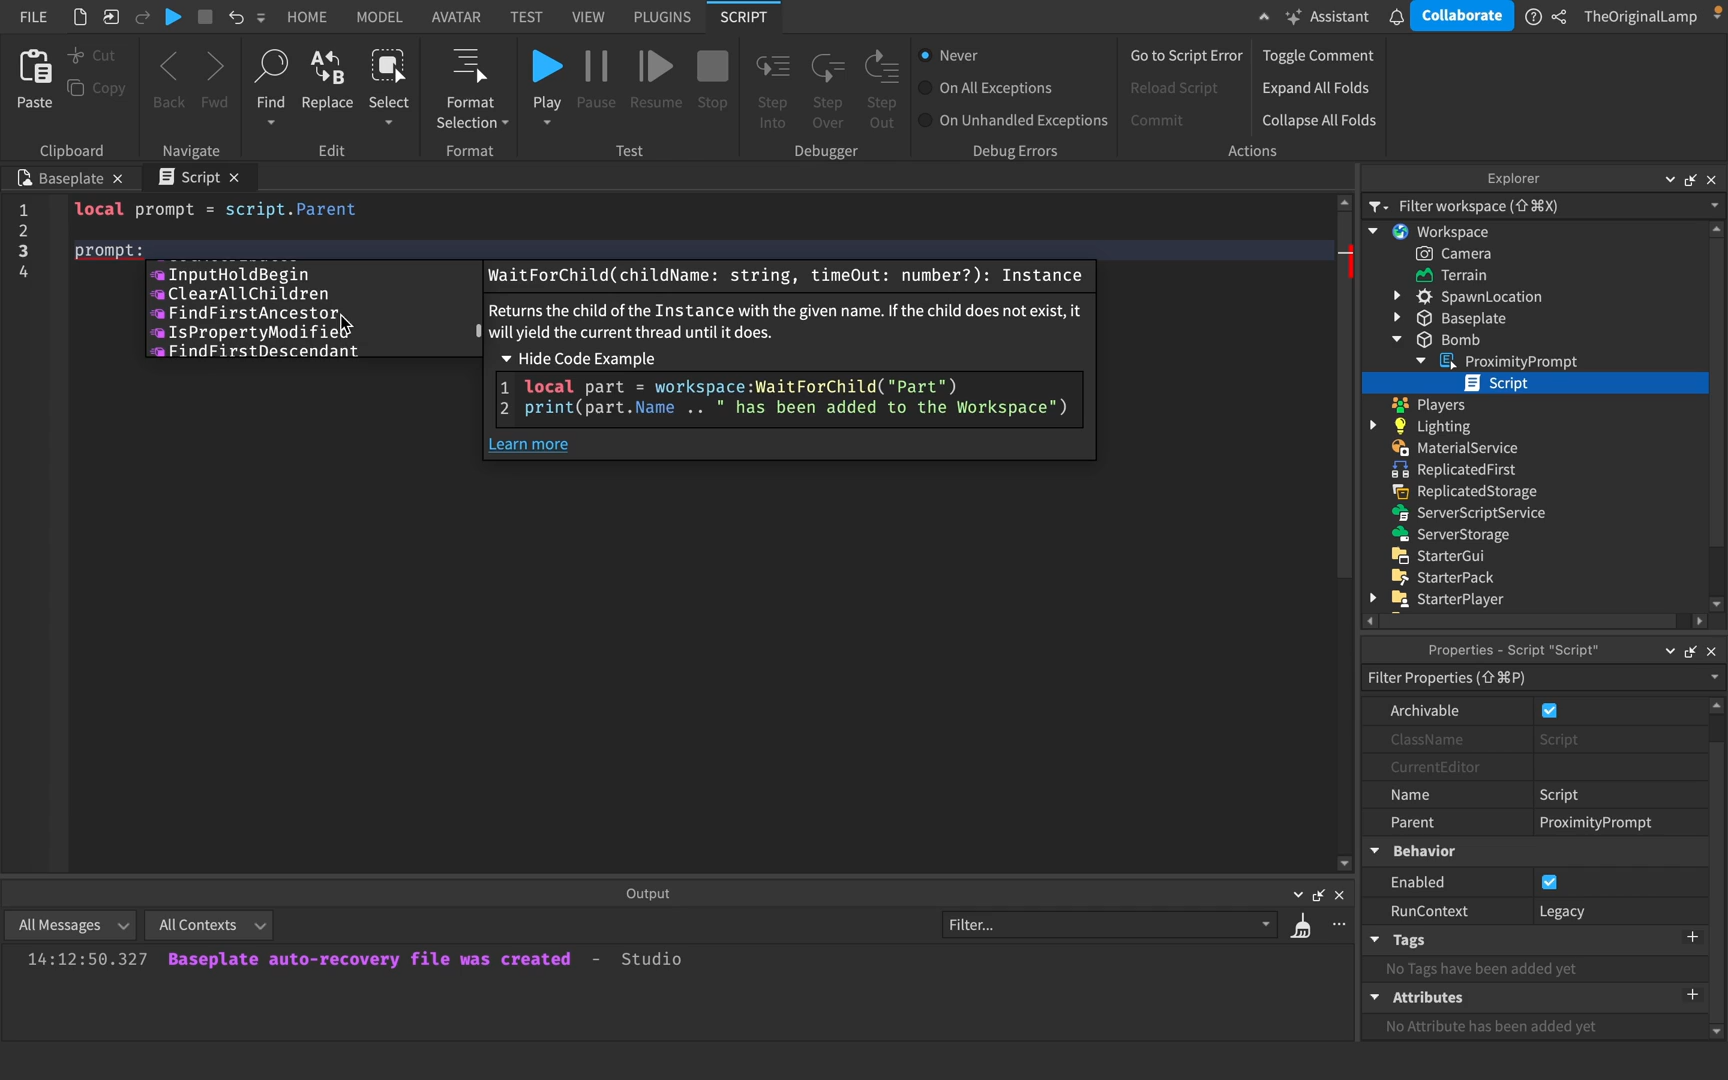 FILE HOME MODEL AVATAR TEST VIEW PLUGINS SCRIPT Assistant Collaborate TheOriginalLamp
Paste Cut Copy
Clipboard
Back Fwd
Navigate
Find Replace Select
Edit
Format Selection
Format
Play Pause Resume Stop
Test
Step Into Step Over Step Out
Debugger
Never
On All Exceptions
On Unhandled Exceptions
Debug Errors
Go to Script Error Toggle Comment
Reload Script Expand All Folds
Commit Collapse All Folds
Actions
Baseplate Script
1 local prompt = script.Parent
2
3 prompt:
4
InputHoldBegin
ClearAllChildren
FindFirstAncestor
IsPropertyModified
FindFirstDescendant
WaitForChild(childName: string, timeOut: number?): Instance
Returns the child of the Instance with the given name. If the child does not exist, it
will yield the current thread until it does.
Hide Code Example
1 local part = workspace:WaitForChild("Part")
2 print(part.Name .. " has been added to the Workspace")
Learn more
Explorer
Filter workspace (⇧⌘X)
Workspace
Camera
Terrain
SpawnLocation
Baseplate
Bomb
ProximityPrompt
Script
Players
Lighting
MaterialService
ReplicatedFirst
ReplicatedStorage
ServerScriptService
ServerStorage
StarterGui
StarterPack
StarterPlayer
Properties - Script "Script"
Filter Properties (⇧⌘P)
Archivable
ClassName Script
CurrentEditor
Name Script
Parent ProximityPrompt
Behavior
Enabled
RunContext Legacy
Tags
No Tags have been added yet
Attributes
No Attribute has been added yet
Output
All Messages All Contexts Filter...
14:12:50.327 Baseplate auto-recovery file was created - Studio